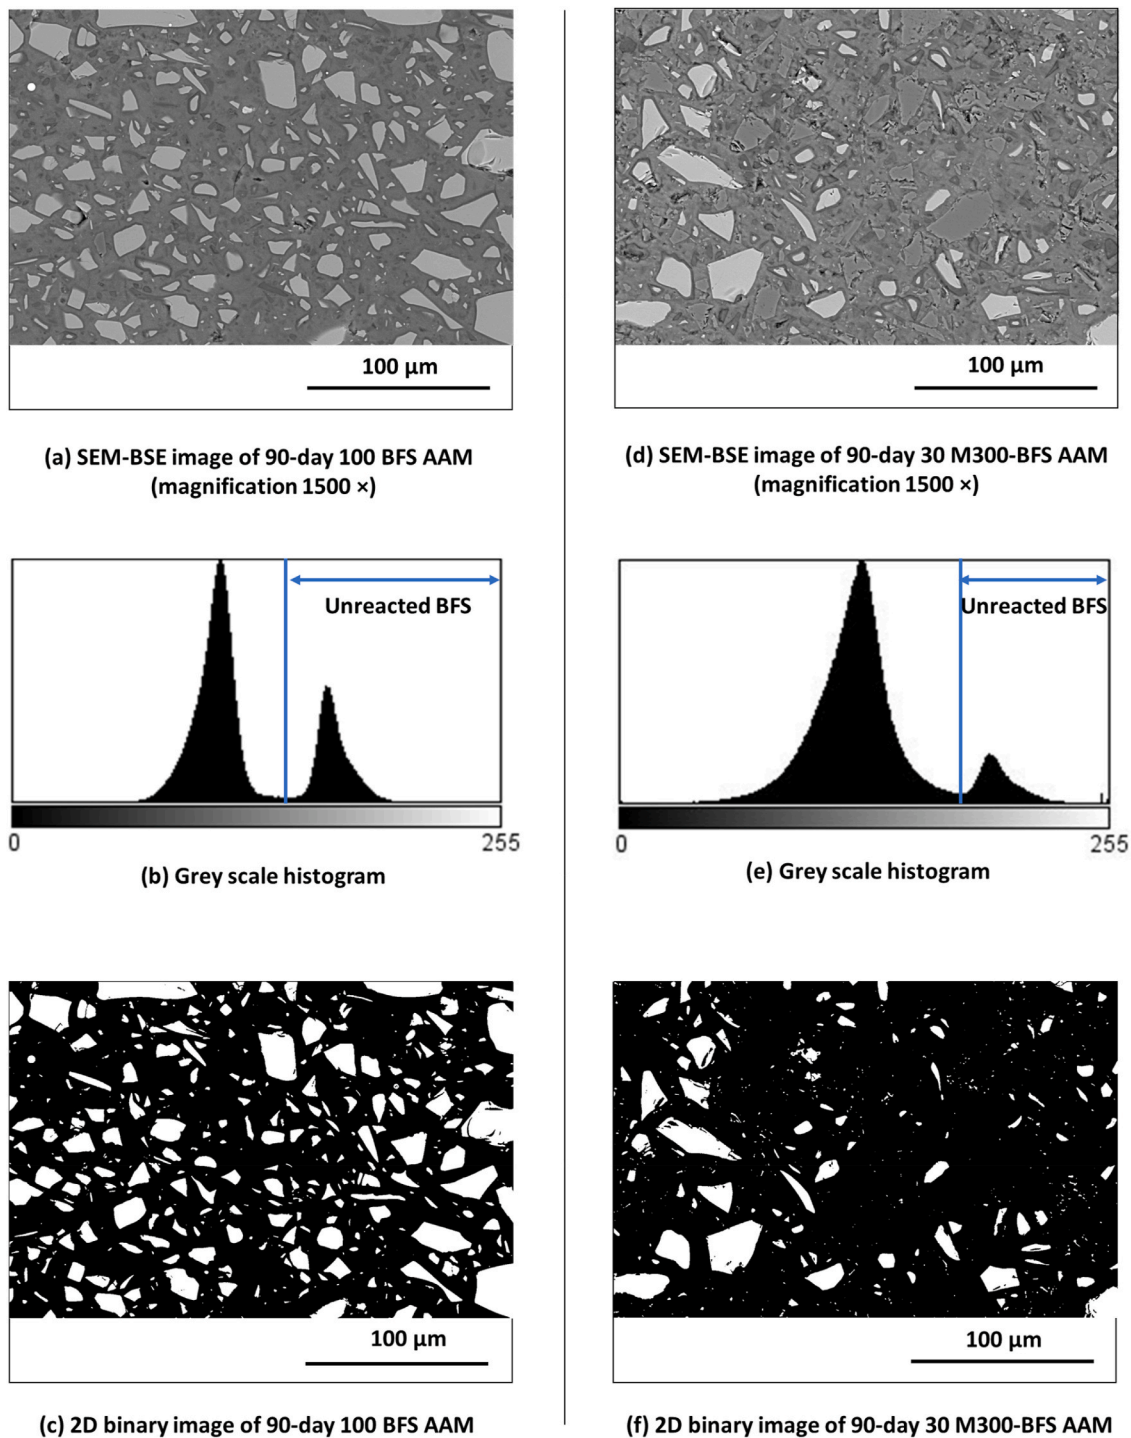 100 μm
(a) SEM-BSE image of 90-day 100 BFS AAM
(magnification 1500 ×)
Unreacted BFS
0 255
(b) Grey scale histogram
100 μm
(c) 2D binary image of 90-day 100 BFS AAM
100 μm
(d) SEM-BSE image of 90-day 30 M300-BFS AAM
(magnification 1500 ×)
Unreacted BFS
0 255
(e) Grey scale histogram
100 μm
(f) 2D binary image of 90-day 30 M300-BFS AAM